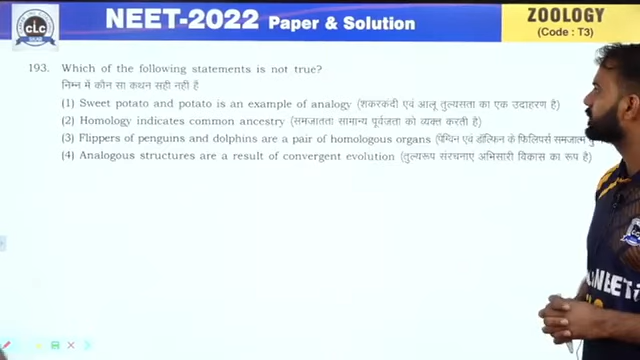 CLC
SIKAR
NEET-2022 Paper & Solution
ZOOLOGY
(Code : T3)
193. Which of the following statements is not true?
निम्न में कौन सा कथन सही नहीं है
(1) Sweet potato and potato is an example of analogy (शकरकंदी एवं आलू तुल्यसता का एक उदाहरण है)
(2) Homology indicates common ancestry (समजातता सामान्य पूर्वजता को व्यक्त करती है)
(3) Flippers of penguins and dolphins are a pair of homologous organs (पेंग्विन एवं डॉल्फिन के फिलिपर्स समजात्म
(4) Analogous structures are a result of convergent evolution (तुल्यरूप संरचनाए अभिसारी विकास का रूप है)
CLC